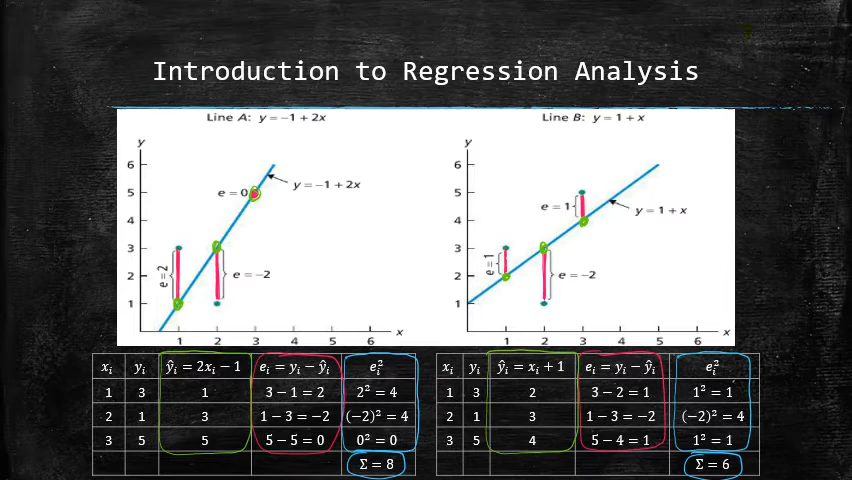 Introduction to Regression Analysis
Line A: y = −1 + 2x
Line B: y = 1 + x
y
6
5
4
3
2
1
e = 0
y = −1 + 2x
e = 2
e = −2
1 2 3 4 5 6
x
y
6
5
4
3
2
1
e = 1
y = 1 + x
e = 1
e = −2
1 2 3 4 5 6
x
xᵢ yᵢ ŷᵢ = 2xᵢ − 1 eᵢ = yᵢ − ŷᵢ eᵢ²
1 3 1 3 − 1 = 2 2² = 4
2 1 3 1 − 3 = −2 (−2)² = 4
3 5 5 5 − 5 = 0 0² = 0
Σ = 8
xᵢ yᵢ ŷᵢ = xᵢ + 1 eᵢ = yᵢ − ŷᵢ eᵢ²
1 3 2 3 − 2 = 1 1² = 1
2 1 3 1 − 3 = −2 (−2)² = 4
3 5 4 5 − 4 = 1 1² = 1
Σ = 6